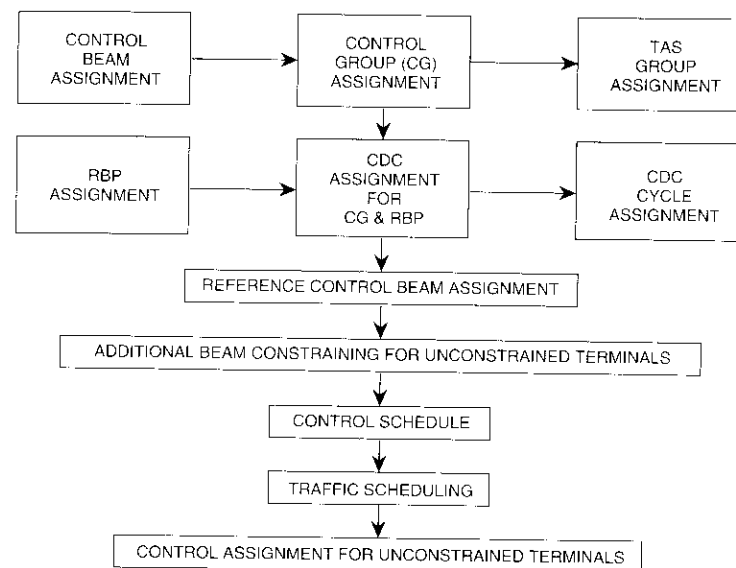 CONTROL
BEAM
ASSIGNMENT
CONTROL
GROUP (CG)
ASSIGNMENT
TAS
GROUP
ASSIGNMENT
RBP
ASSIGNMENT
CDC
ASSIGNMENT
FOR
CG & RBP
CDC
CYCLE
ASSIGNMENT
REFERENCE CONTROL BEAM ASSIGNMENT
ADDITIONAL BEAM CONSTRAINING FOR UNCONSTRAINED TERMINALS
CONTROL SCHEDULE
TRAFFIC SCHEDULING
CONTROL ASSIGNMENT FOR UNCONSTRAINED TERMINALS